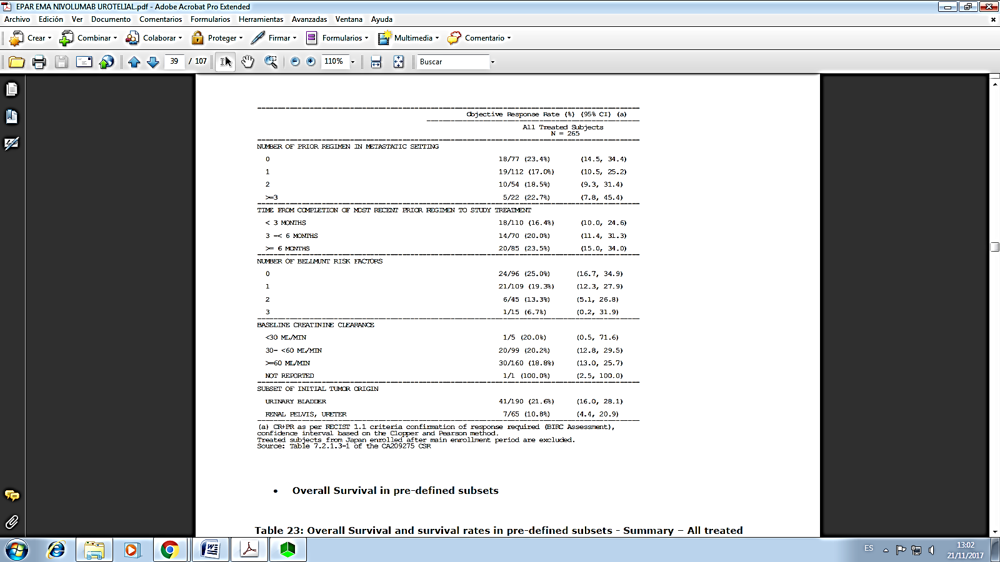 EPAR EMA NIVOLUMAB UROTELIAL.pdf - Adobe Acrobat Pro Extended
Archivo Edición Ver Documento Comentarios Formularios Herramientas Avanzadas Ventana Ayuda
Crear Combinar Colaborar Proteger Firmar Formularios Multimedia Comentario
39 / 107 110% Buscar
Objective Response Rate (%) (95% CI) (a)
All Treated Subjects
N = 265
NUMBER OF PRIOR REGIMEN IN METASTATIC SETTING
0 18/77 (23.4%) (14.5, 34.4)
1 19/112 (17.0%) (10.5, 25.2)
2 10/54 (18.5%) (9.3, 31.4)
>=3 5/22 (22.7%) (7.8, 45.4)
TIME FROM COMPLETION OF MOST RECENT PRIOR REGIMEN TO STUDY TREATMENT
< 3 MONTHS 18/110 (16.4%) (10.0, 24.6)
3 -< 6 MONTHS 14/70 (20.0%) (11.4, 31.3)
>= 6 MONTHS 20/85 (23.5%) (15.0, 34.0)
NUMBER OF BELLMUNT RISK FACTORS
0 24/96 (25.0%) (16.7, 34.9)
1 21/109 (19.3%) (12.3, 27.9)
2 6/45 (13.3%) (5.1, 26.8)
3 1/15 (6.7%) (0.2, 31.9)
BASELINE CREATININE CLEARANCE
<30 ML/MIN 1/5 (20.0%) (0.5, 71.6)
30- <60 ML/MIN 20/99 (20.2%) (12.8, 29.5)
>=60 ML/MIN 30/160 (18.8%) (13.0, 25.7)
NOT REPORTED 1/1 (100.0%) (2.5, 100.0)
SUBSET OF INITIAL TUMOR ORIGIN
URINARY BLADDER 41/190 (21.6%) (16.0, 28.1)
RENAL PELVIS, URETER 7/65 (10.8%) (4.4, 20.9)
(a) CR+PR as per RECIST 1.1 criteria confirmation of response required (BIRC Assessment),
confidence interval based on the Clopper and Pearson method.
Treated subjects from Japan enrolled after main enrollment period are excluded.
Source: Table 7.2.1.3-1 of the CA209275 CSR
• Overall Survival in pre-defined subsets
Table 23: Overall Survival and survival rates in pre-defined subsets - Summary – All treated
ES 13:02
21/11/2017